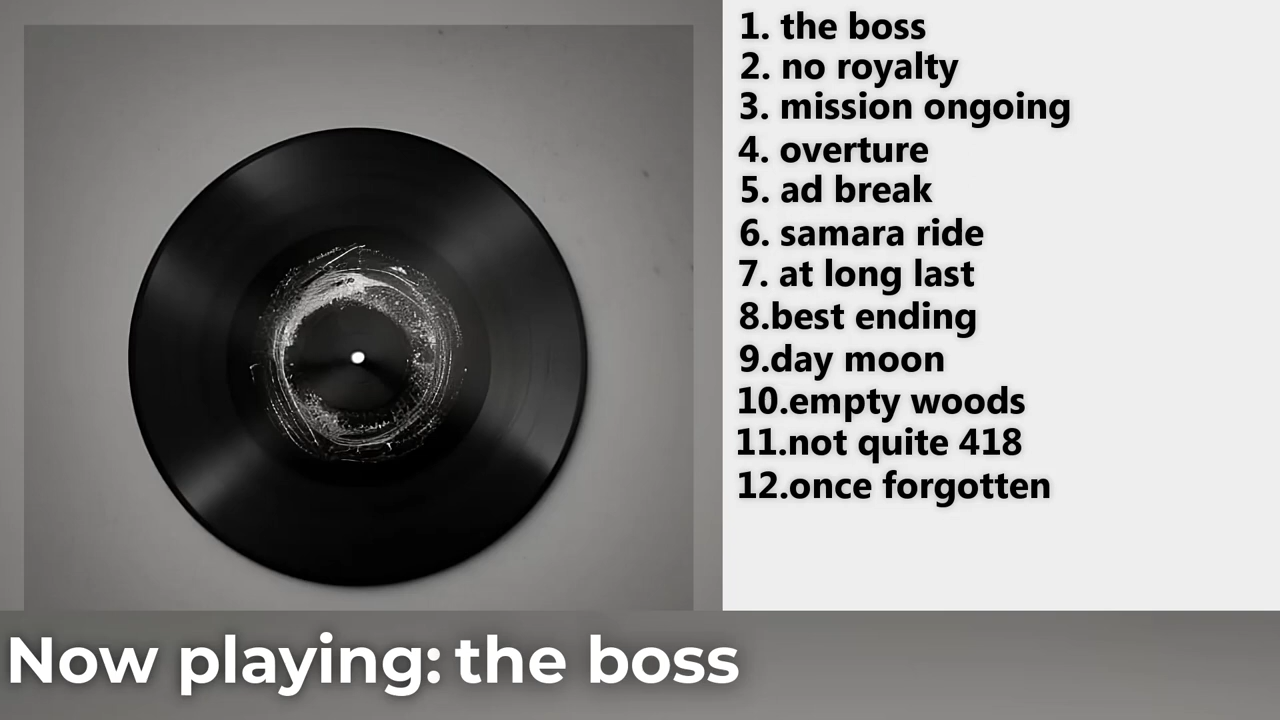 1. the boss
2. no royalty
3. mission ongoing
4. overture
5. ad break
6. samara ride
7. at long last
8.best ending
9.day moon
10.empty woods
11.not quite 418
12.once forgotten
Now playing: the boss